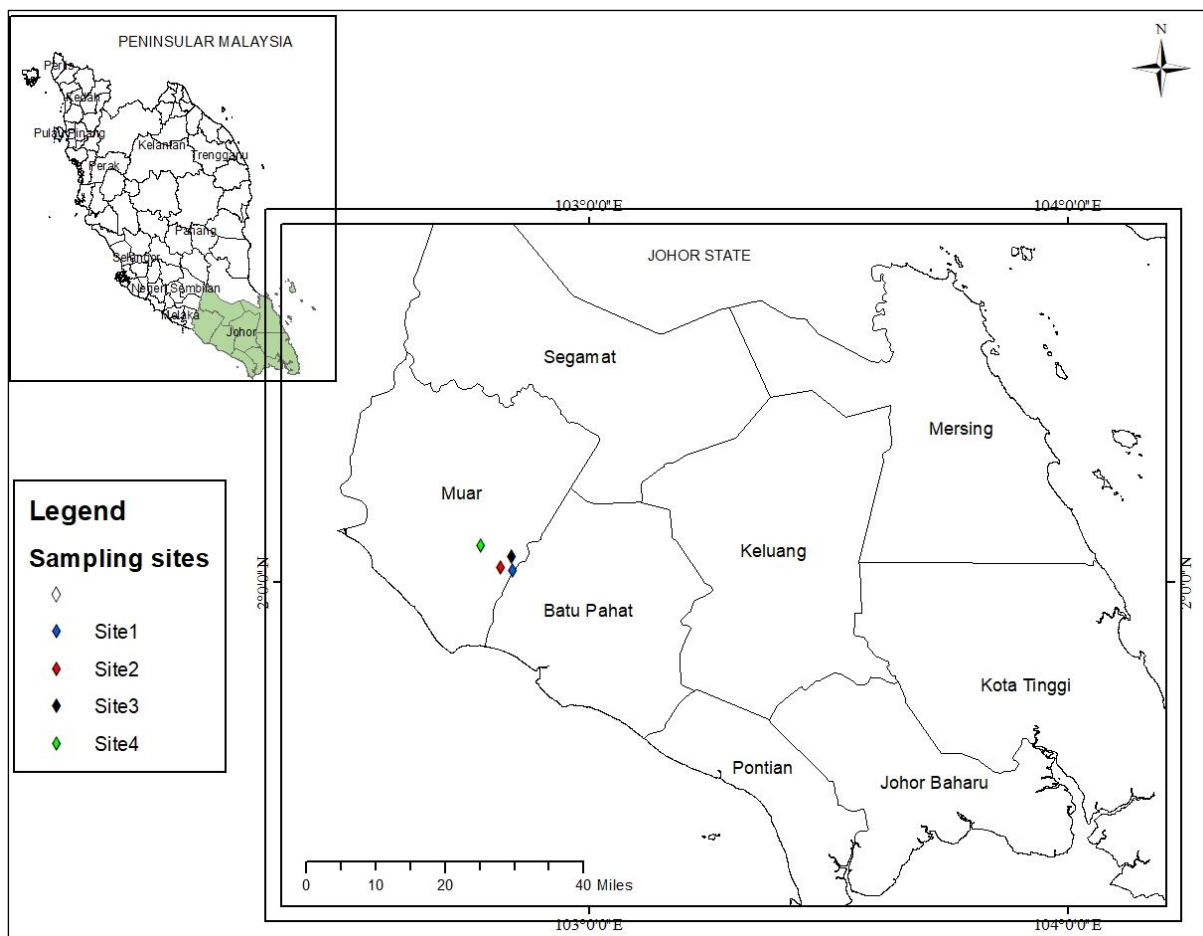 PENINSULAR MALAYSIA
Perlis
Kedah
Pulau Pinang
Perak
Kelantan
Trengganu
Pahang
Selangor
Negeri Sembilan
Melaka
Johor
N
103°0'0"E
104°0'0"E
JOHOR STATE
Segamat
Mersing
Muar
Keluang
Batu Pahat
Kota Tinggi
Pontian
Johor Baharu
2°0'0"N
2°0'0"N
Legend
Sampling sites
Site1
Site2
Site3
Site4
0 10 20 40 Miles
103°0'0"E
104°0'0"E